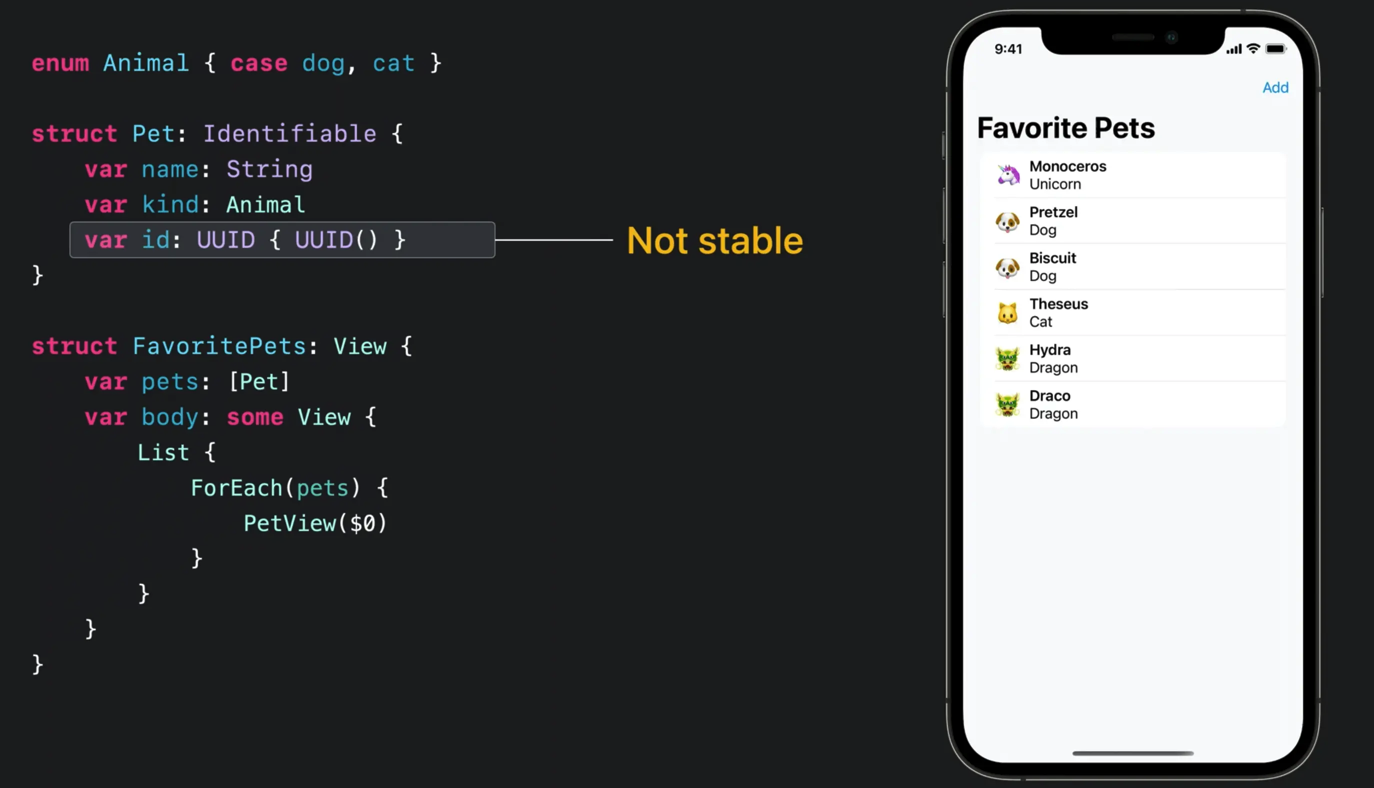 enum Animal { case dog, cat }
struct Pet: Identifiable {
    var name: String
    var kind: Animal
    var id: UUID { UUID() }
}
Not stable
struct FavoritePets: View {
    var pets: [Pet]
    var body: some View {
        List {
            ForEach(pets) {
                PetView($0)
            }
        }
    }
}
9:41
Add
Favorite Pets
Monoceros
Unicorn
Pretzel
Dog
Biscuit
Dog
Theseus
Cat
Hydra
Dragon
Draco
Dragon